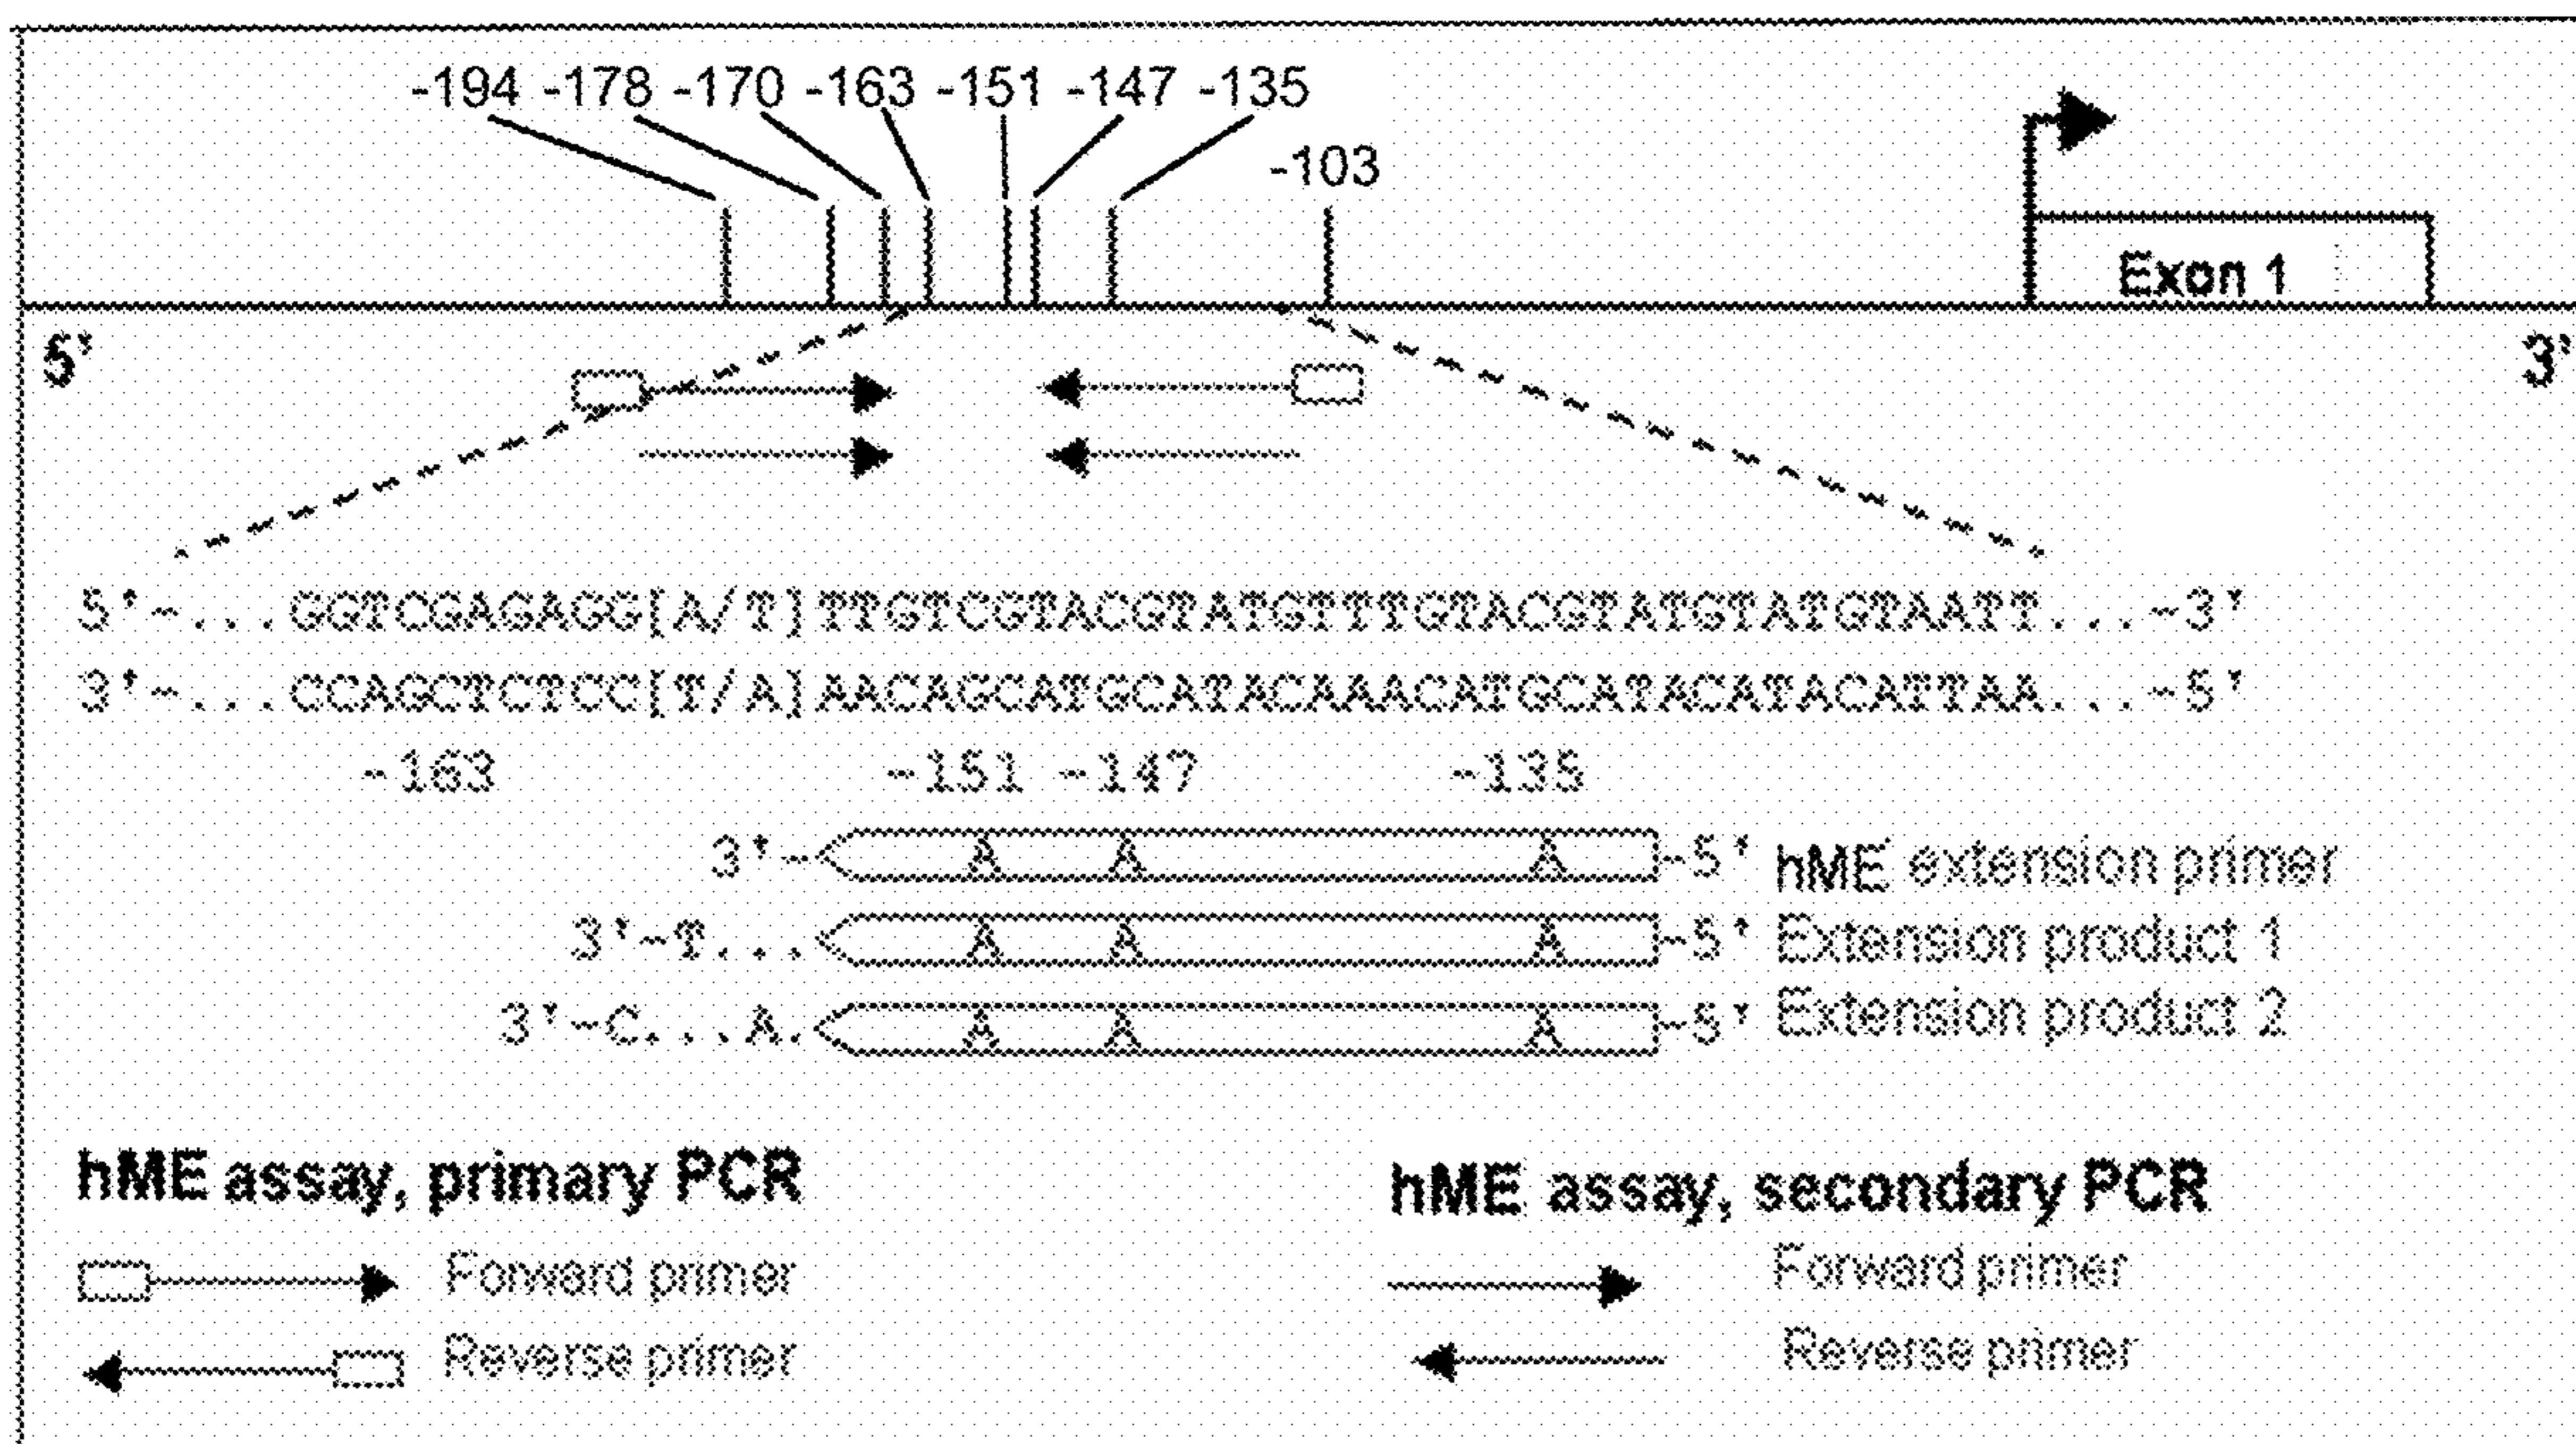 -194 -178 -170 -163 -151 -147 -135
-103
Exon 1
5' 3'
5'-...GGTCGAGAGG[A/T]TTGTCGTACGTATGTTTGTACGTATGTATGTAATT...-3'
3'-...CCAGCTCTCC[T/A]AACAGCATGCATACAAACATGCATACATACATTAA...-5'
-163 -151 -147 -135
3'- A A A -5' hME extension primer
3'-T... A A A -5' Extension product 1
3'-C...A. A A A -5' Extension product 2
hME assay, primary PCR hME assay, secondary PCR
Forward primer Forward primer
Reverse primer Reverse primer